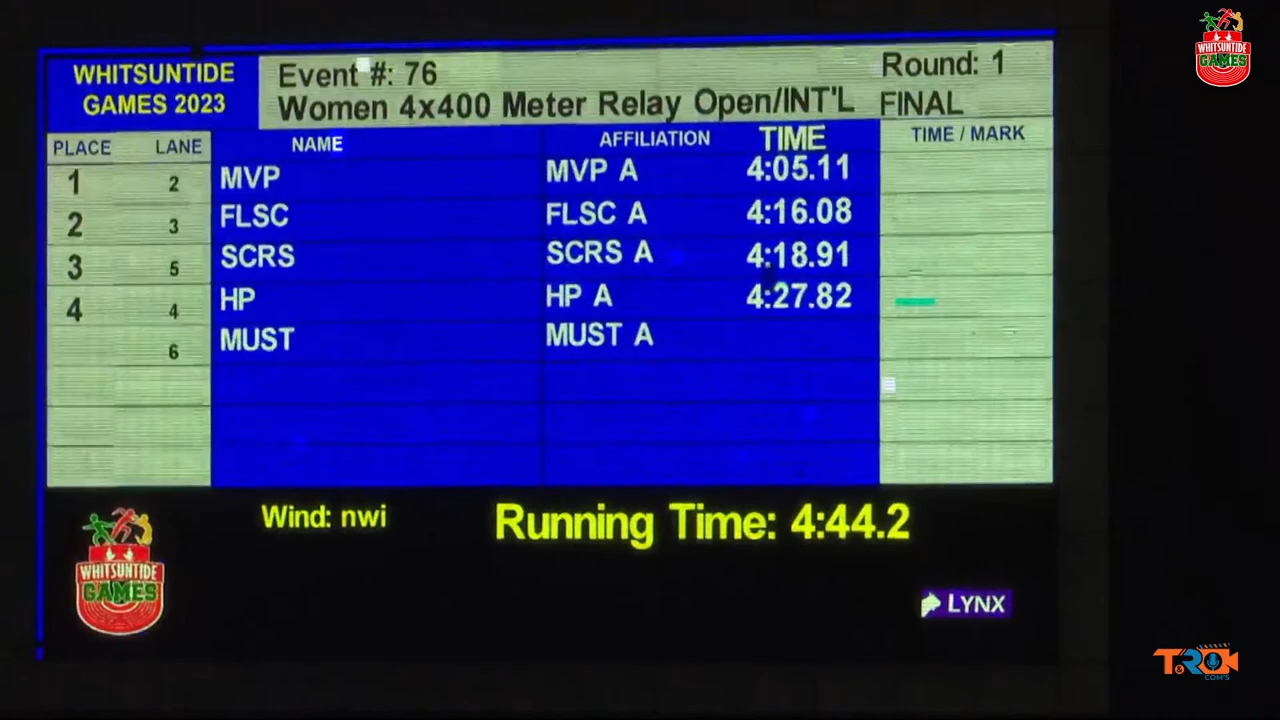 WHITSUNTIDE
GAMES 2023
Event #: 76
Women 4x400 Meter Relay Open/INT'L
Round: 1
FINAL
PLACE LANE NAME AFFILIATION TIME TIME / MARK
1 2 MVP MVP A 4:05.11
2 3 FLSC FLSC A 4:16.08
3 5 SCRS SCRS A 4:18.91
4 4 HP HP A 4:27.82
6 MUST MUST A
Wind: nwi
Running Time: 4:44.2
WHITSUNTIDE
GAMES
LYNX
WHITSUNTIDE
GAMES
T&RO
COM'S